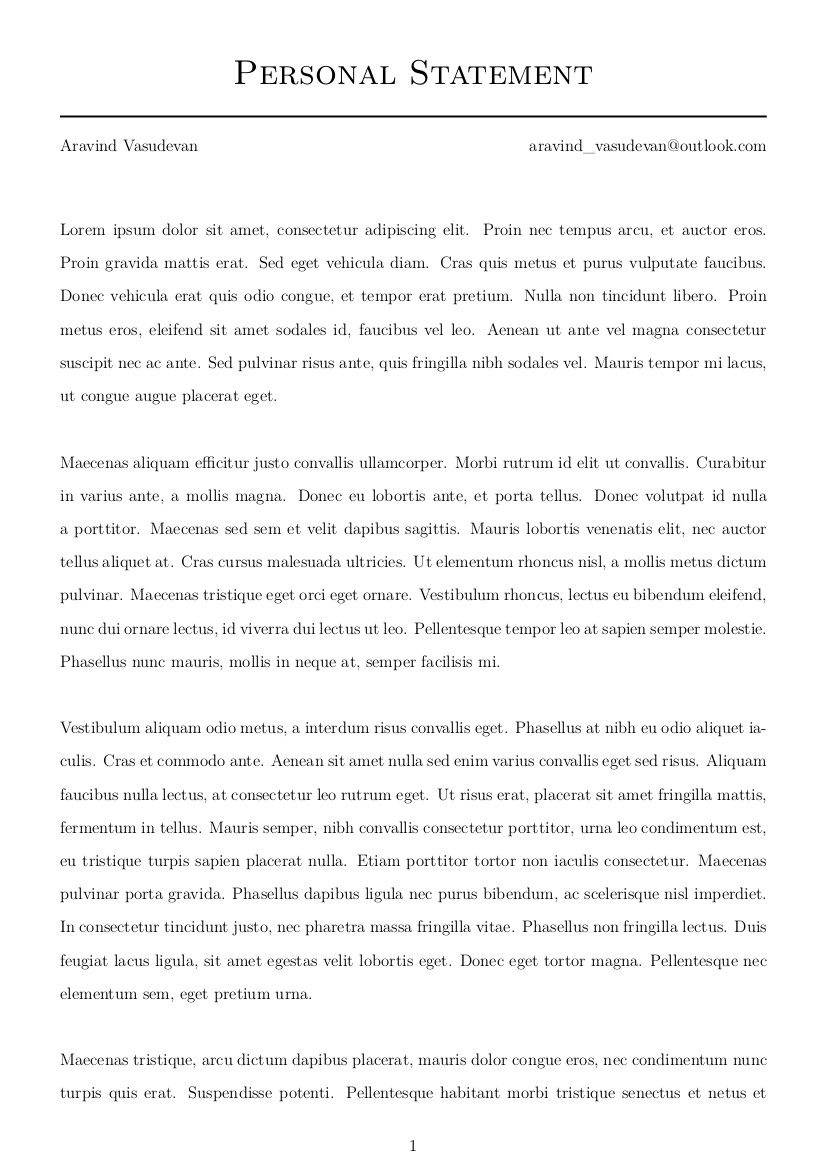 Personal Statement
Aravind Vasudevan aravind_vasudevan@outlook.com
Lorem ipsum dolor sit amet, consectetur adipiscing elit. Proin nec tempus arcu, et auctor eros.
Proin gravida mattis erat. Sed eget vehicula diam. Cras quis metus et purus vulputate faucibus.
Donec vehicula erat quis odio congue, et tempor erat pretium. Nulla non tincidunt libero. Proin
metus eros, eleifend sit amet sodales id, faucibus vel leo. Aenean ut ante vel magna consectetur
suscipit nec ac ante. Sed pulvinar risus ante, quis fringilla nibh sodales vel. Mauris tempor mi lacus,
ut congue augue placerat eget.
Maecenas aliquam efficitur justo convallis ullamcorper. Morbi rutrum id elit ut convallis. Curabitur
in varius ante, a mollis magna. Donec eu lobortis ante, et porta tellus. Donec volutpat id nulla
a porttitor. Maecenas sed sem et velit dapibus sagittis. Mauris lobortis venenatis elit, nec auctor
tellus aliquet at. Cras cursus malesuada ultricies. Ut elementum rhoncus nisl, a mollis metus dictum
pulvinar. Maecenas tristique eget orci eget ornare. Vestibulum rhoncus, lectus eu bibendum eleifend,
nunc dui ornare lectus, id viverra dui lectus ut leo. Pellentesque tempor leo at sapien semper molestie.
Phasellus nunc mauris, mollis in neque at, semper facilisis mi.
Vestibulum aliquam odio metus, a interdum risus convallis eget. Phasellus at nibh eu odio aliquet ia-
culis. Cras et commodo ante. Aenean sit amet nulla sed enim varius convallis eget sed risus. Aliquam
faucibus nulla lectus, at consectetur leo rutrum eget. Ut risus erat, placerat sit amet fringilla mattis,
fermentum in tellus. Mauris semper, nibh convallis consectetur porttitor, urna leo condimentum est,
eu tristique turpis sapien placerat nulla. Etiam porttitor tortor non iaculis consectetur. Maecenas
pulvinar porta gravida. Phasellus dapibus ligula nec purus bibendum, ac scelerisque nisl imperdiet.
In consectetur tincidunt justo, nec pharetra massa fringilla vitae. Phasellus non fringilla lectus. Duis
feugiat lacus ligula, sit amet egestas velit lobortis eget. Donec eget tortor magna. Pellentesque nec
elementum sem, eget pretium urna.
Maecenas tristique, arcu dictum dapibus placerat, mauris dolor congue eros, nec condimentum nunc
turpis quis erat. Suspendisse potenti. Pellentesque habitant morbi tristique senectus et netus et
1